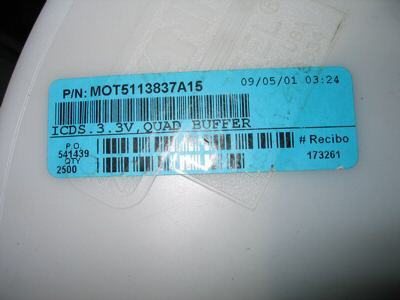 P/N: MOT5113837A15
09/05/01 03:24
ICDS.3.3V,QUAD BUFFER
P.O.
541439
QTY
2500
# Recibo
173261